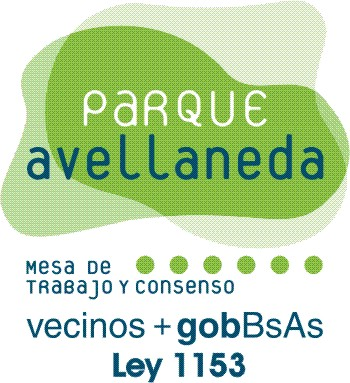 PaRQUE
avellaneda
Mesa de
Trabajo y Consenso
vecinos + gobBsAs
Ley 1153